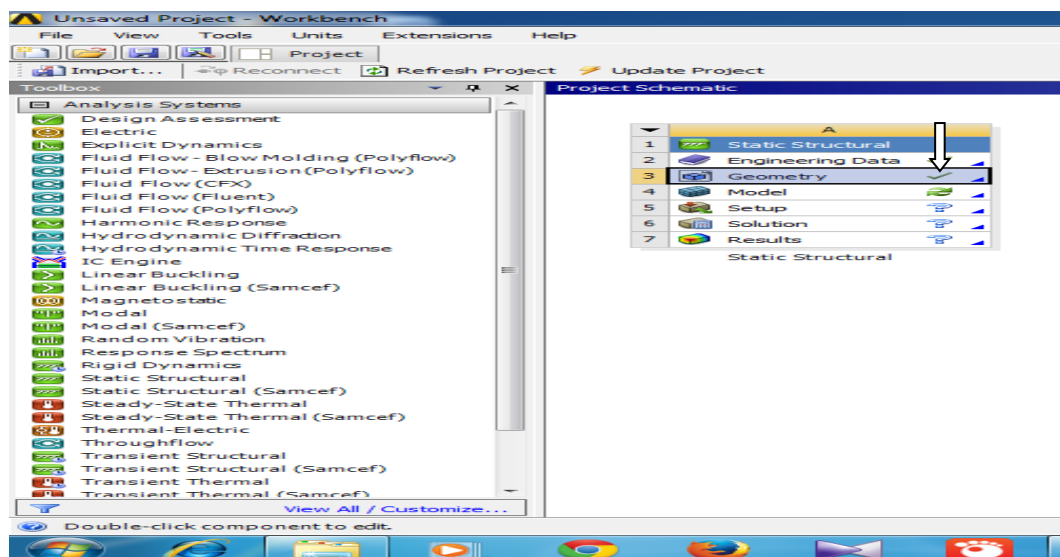 Unsaved Project - Workbench
File View Tools Units Extensions Help
Project
Import... Reconnect Refresh Project Update Project
Toolbox
Project Schematic
Analysis Systems
Design Assessment
Electric
Explicit Dynamics
Fluid Flow - Blow Molding (Polyflow)
Fluid Flow - Extrusion (Polyflow)
Fluid Flow (CFX)
Fluid Flow (Fluent)
Fluid Flow (Polyflow)
Harmonic Response
Hydrodynamic Diffraction
Hydrodynamic Time Response
IC Engine
Linear Buckling
Linear Buckling (Samcef)
Magnetostatic
Modal
Modal (Samcef)
Random Vibration
Response Spectrum
Rigid Dynamics
Static Structural
Static Structural (Samcef)
Steady-State Thermal
Steady-State Thermal (Samcef)
Thermal-Electric
Throughflow
Transient Structural
Transient Structural (Samcef)
Transient Thermal
Transient Thermal (Samcef)
View All / Customize...
A
1 Static Structural
2 Engineering Data
3 Geometry
4 Model
5 Setup
6 Solution
7 Results
Static Structural
Double-click component to edit.